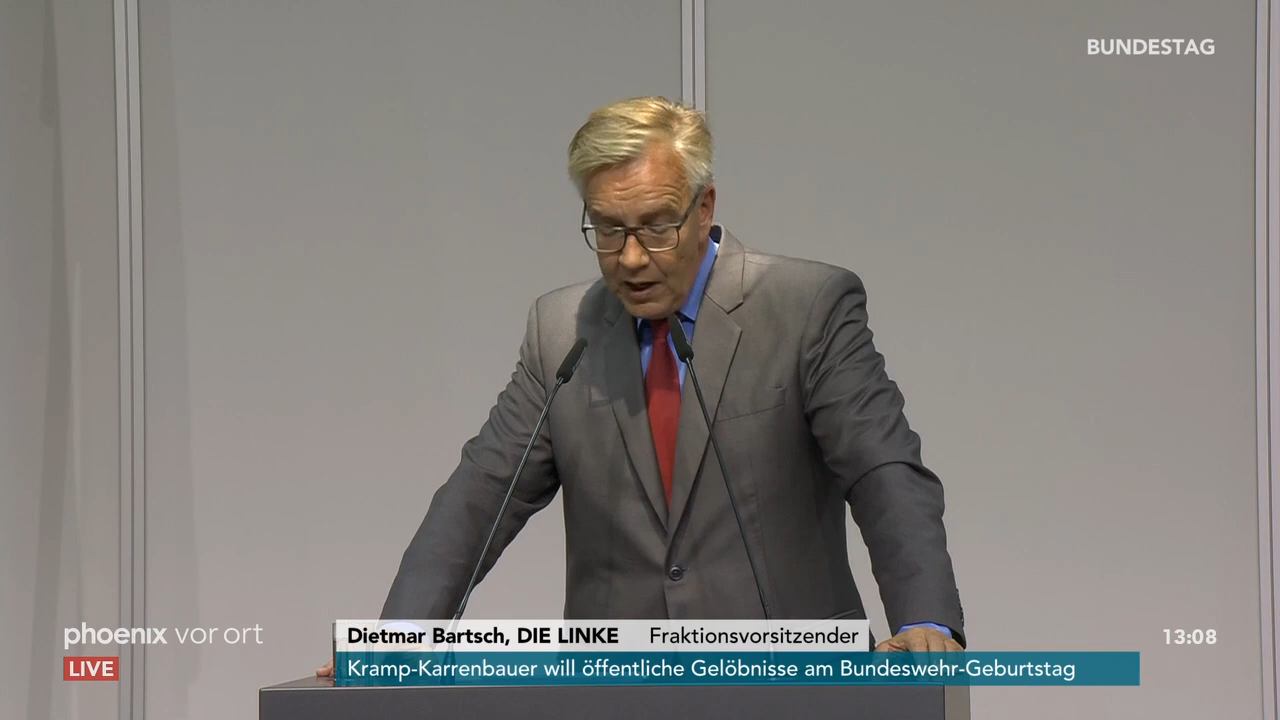 BUNDESTAG
phoenix vor ort
LIVE
Dietmar Bartsch, DIE LINKE Fraktionsvorsitzender
Kramp-Karrenbauer will öffentliche Gelöbnisse am Bundeswehr-Geburtstag
13:08